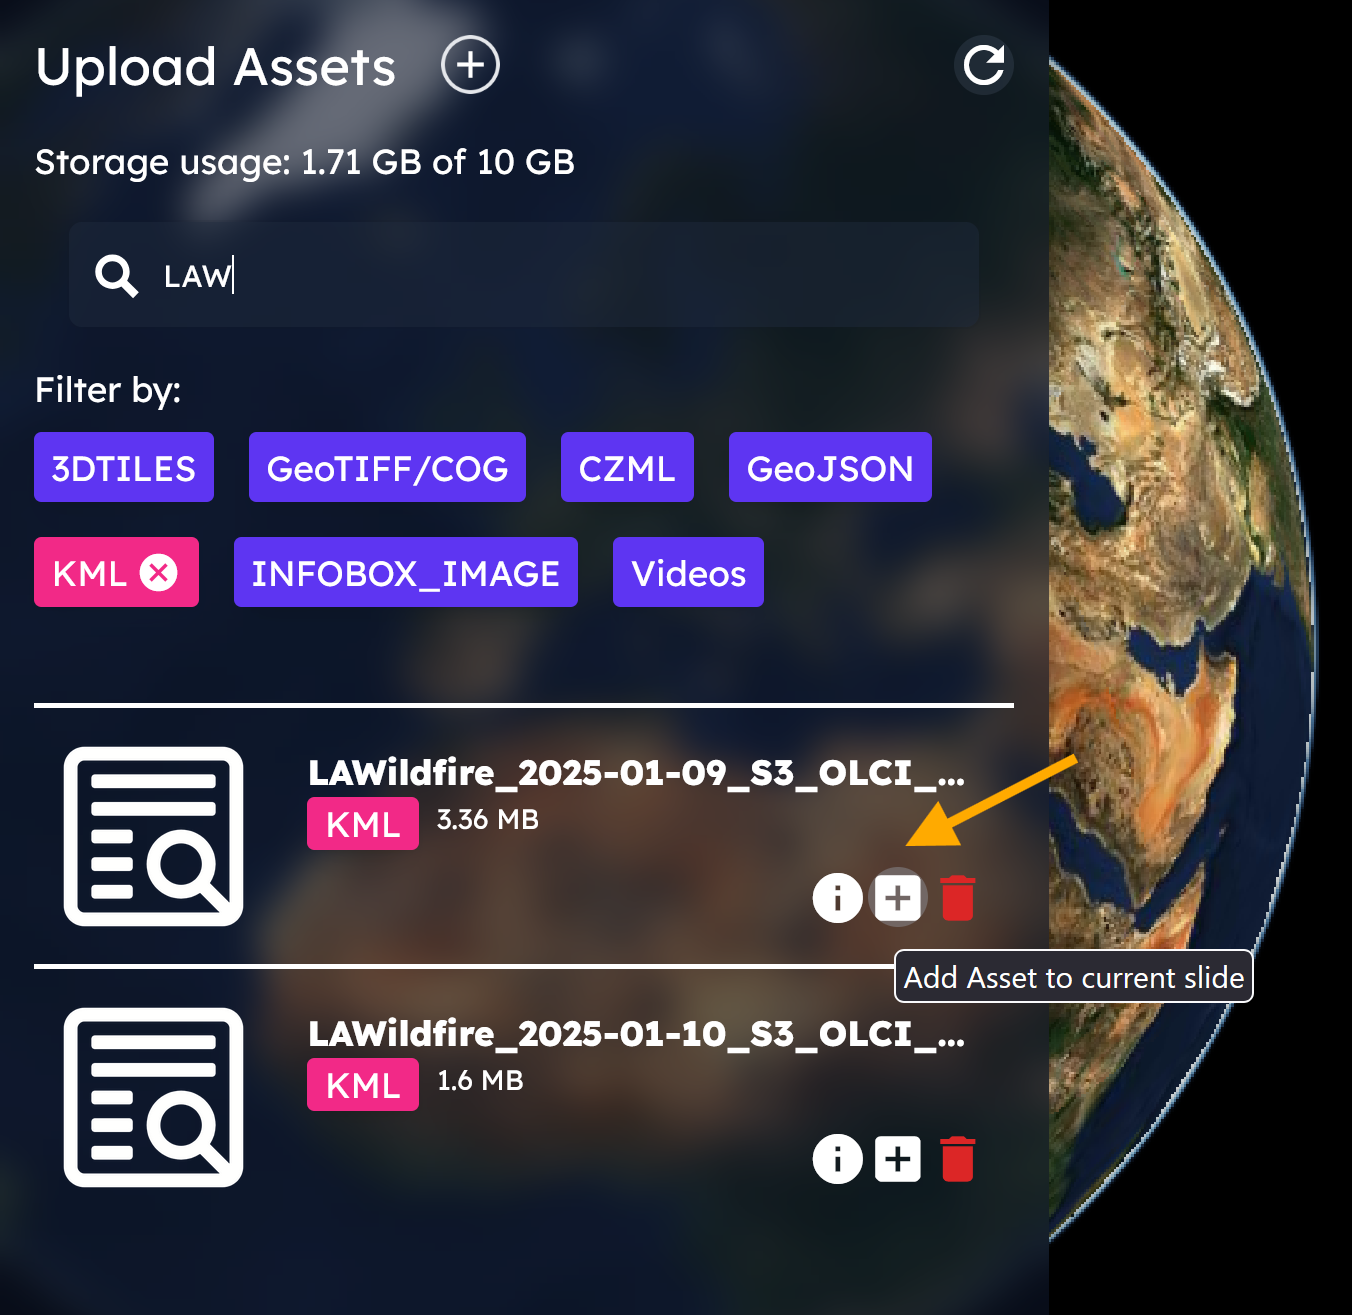 Upload Assets
Storage usage: 1.71 GB of 10 GB
LAW
Filter by:
3DTILES GeoTIFF/COG CZML GeoJSON
KML INFOBOX_IMAGE Videos
LAWildfire_2025-01-09_S3_OLCI_...
KML 3.36 MB
Add Asset to current slide
LAWildfire_2025-01-10_S3_OLCI_...
KML 1.6 MB